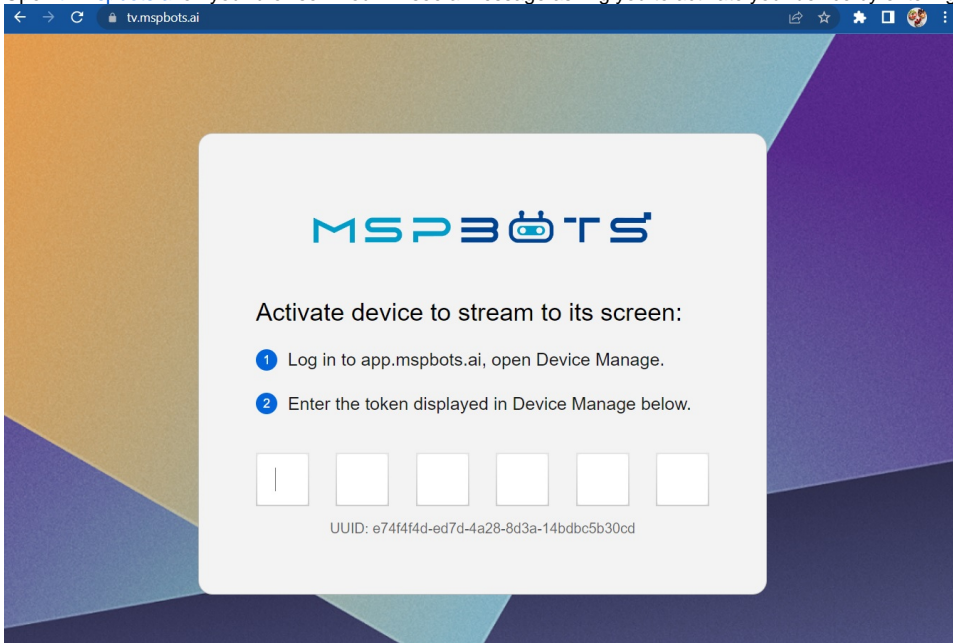 tv.mspbots.ai
MSPBOTS
Activate device to stream to its screen:
1 Log in to app.mspbots.ai, open Device Manage.
2 Enter the token displayed in Device Manage below.
UUID: e74f4f4d-ed7d-4a28-8d3a-14bdbc5b30cd